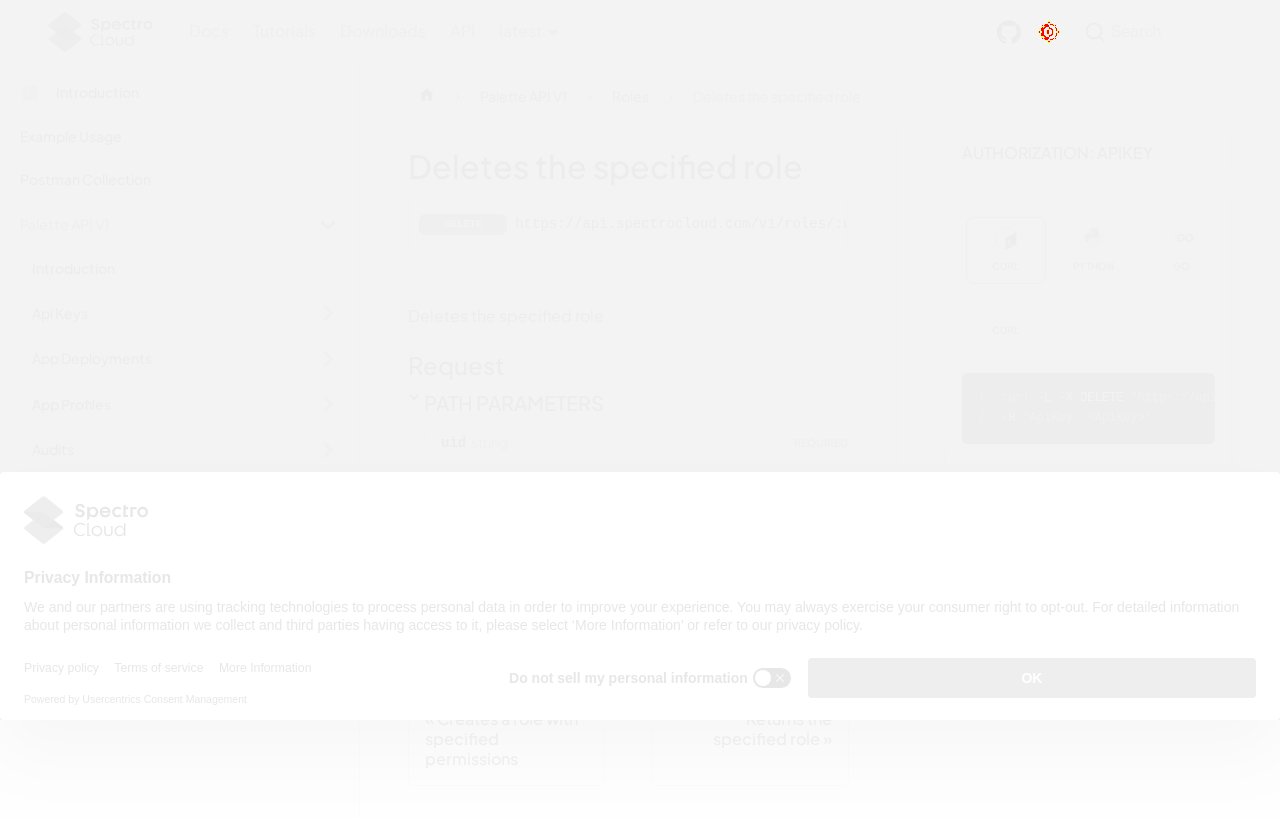 Spectro Cloud
Docs Tutorials Downloads API latest Search
Introduction
Palette API V1 Roles Deletes the specified role
Example Usage
Postman Collection
Palette API V1
Introduction
Api Keys
App Deployments
App Profiles
Audits
Deletes the specified role
https://api.spectrocloud.com/v1/roles/:
Deletes the specified role
Request
PATH PARAMETERS
uid string REQUIRED
AUTHORIZATION: APIKEY
CURL PYTHON GO
CURL
DELETE
Spectro
Cloud
Privacy Information
We and our partners are using tracking technologies to process personal data in order to improve your experience. You may always exercise your consumer right to opt-out. For detailed information
about personal information we collect and third parties having access to it, please select ‘More Information’ or refer to our privacy policy.
Privacy policy Terms of service More Information
Powered by Usercentrics Consent Management
Do not sell my personal information
OK
« Creates a role with
specified
permissions
Returns the
specified role »